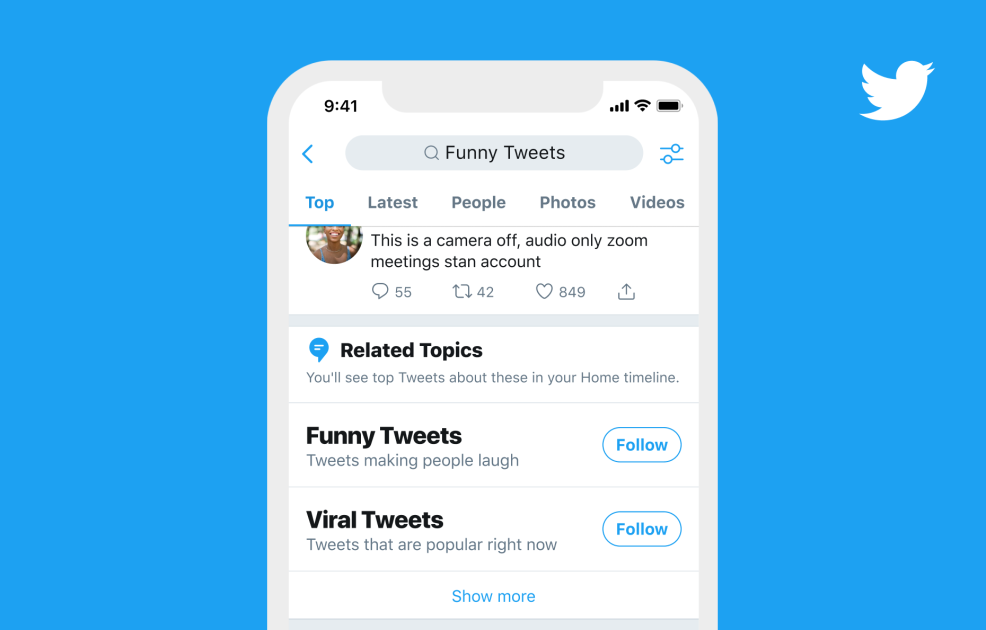 9:41
Funny Tweets
Top Latest People Photos Videos
This is a camera off, audio only zoom
meetings stan account
55 42 849
Related Topics
You'll see top Tweets about these in your Home timeline.
Funny Tweets
Tweets making people laugh
Follow
Viral Tweets
Tweets that are popular right now
Follow
Show more